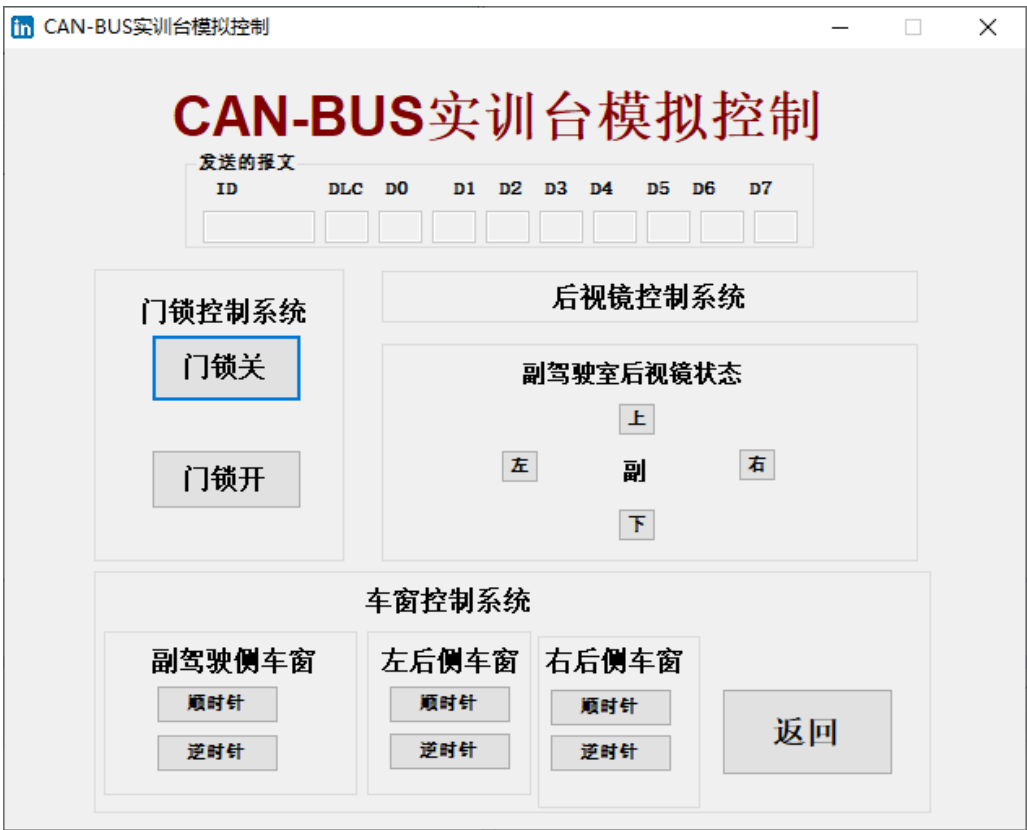 in CAN-BUS实训台模拟控制
CAN-BUS实训台模拟控制
发送的报文
ID DLC D0 D1 D2 D3 D4 D5 D6 D7
门锁控制系统
门锁关
门锁开
后视镜控制系统
副驾驶室后视镜状态
上
左 副 右
下
车窗控制系统
副驾驶侧车窗
顺时针
逆时针
左后侧车窗
顺时针
逆时针
右后侧车窗
顺时针
逆时针
返回